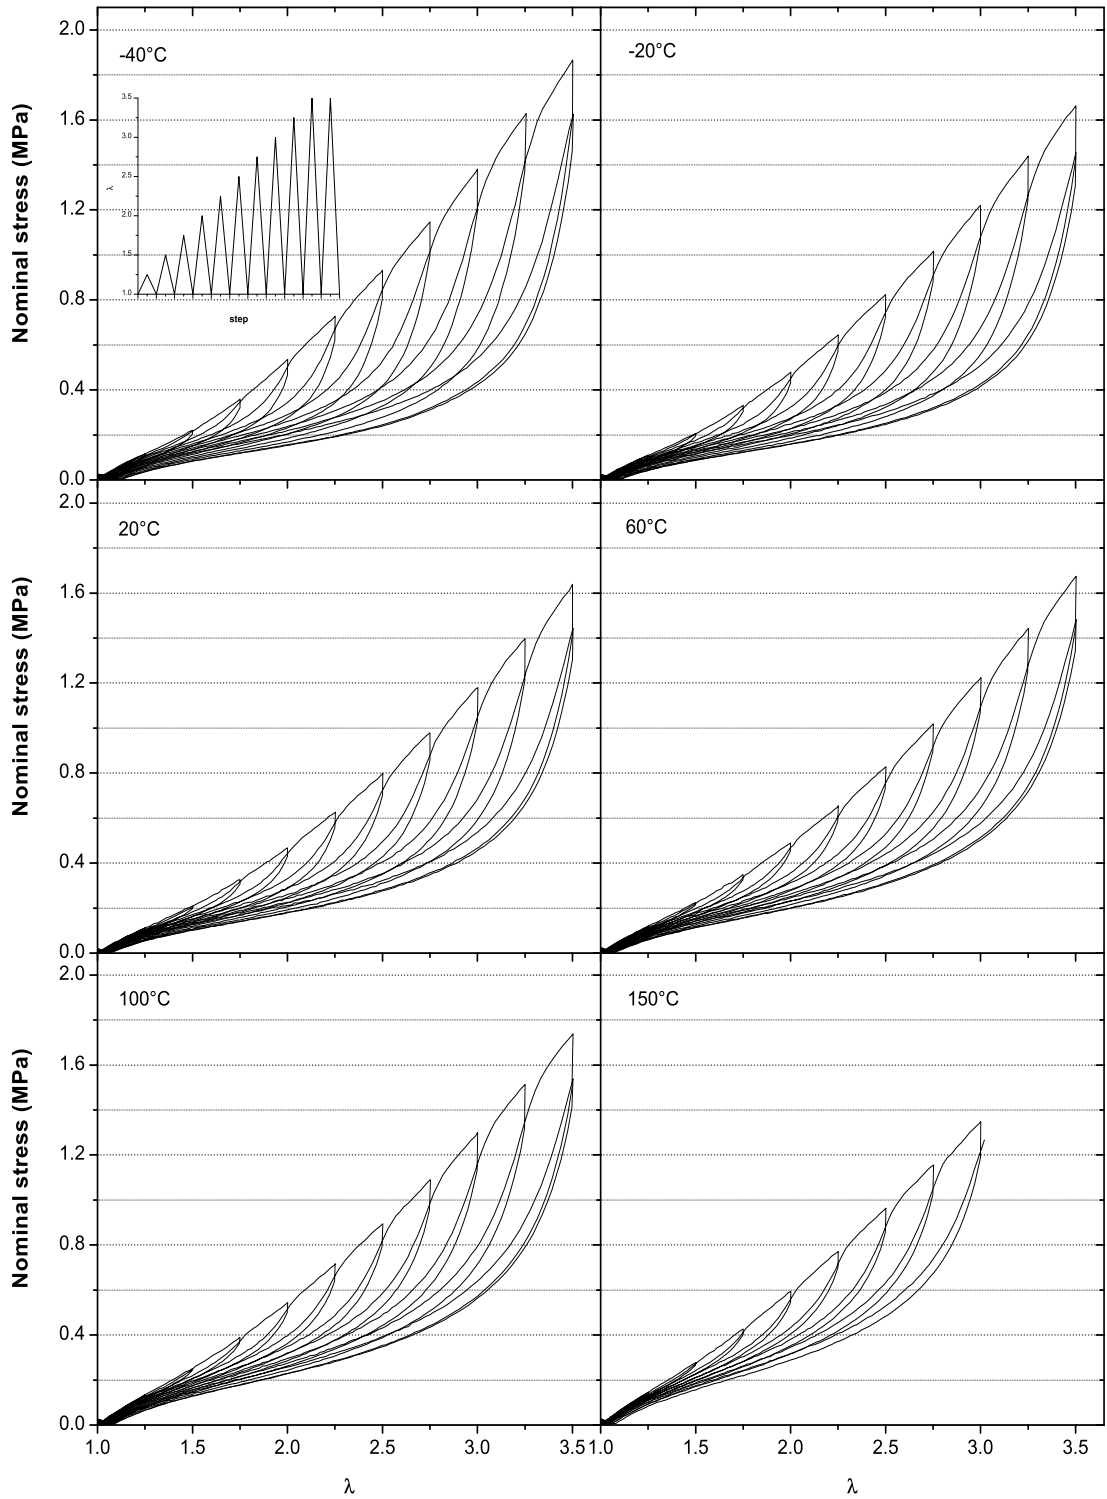 -40°C
-20°C
2.0
1.6
1.2
0.8
0.4
0.0
Nominal stress (MPa)
3.5
3.0
2.5
2.0
1.5
1.0
λ
step
20°C
60°C
2.0
1.6
1.2
0.8
0.4
0.0
Nominal stress (MPa)
100°C
150°C
2.0
1.6
1.2
0.8
0.4
0.0
Nominal stress (MPa)
1.0 1.5 2.0 2.5 3.0 3.5 1.0 1.5 2.0 2.5 3.0 3.5
λ λ